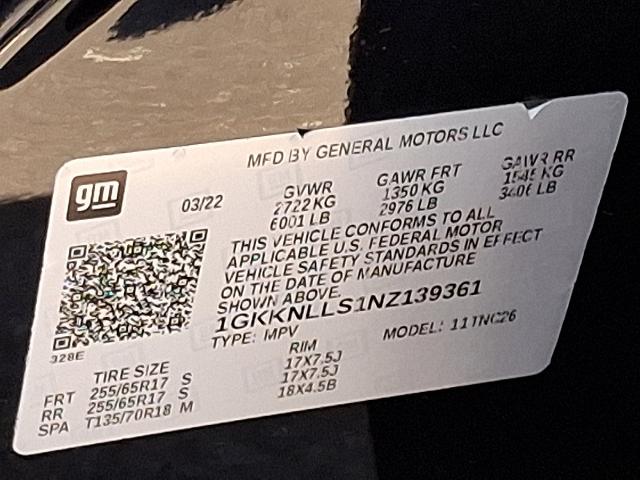 MFD BY GENERAL MOTORS LLC
gm
03/22
GVWR GAWR FRT GAWR RR
2722 KG 1350 KG 1545 KG
6001 LB 2976 LB 3406 LB
THIS VEHICLE CONFORMS TO ALL
APPLICABLE U.S. FEDERAL MOTOR
VEHICLE SAFETY STANDARDS IN EFFECT
ON THE DATE OF MANUFACTURE
SHOWN ABOVE.
1GKKNLLS1NZ139361
TYPE: MPV MODEL: 11TNC26
328E
TIRE SIZE RIM
FRT 255/65R17 S 17X7.5J
RR 255/65R17 S 17X7.5J
SPA T135/70R18 M 18X4.5B